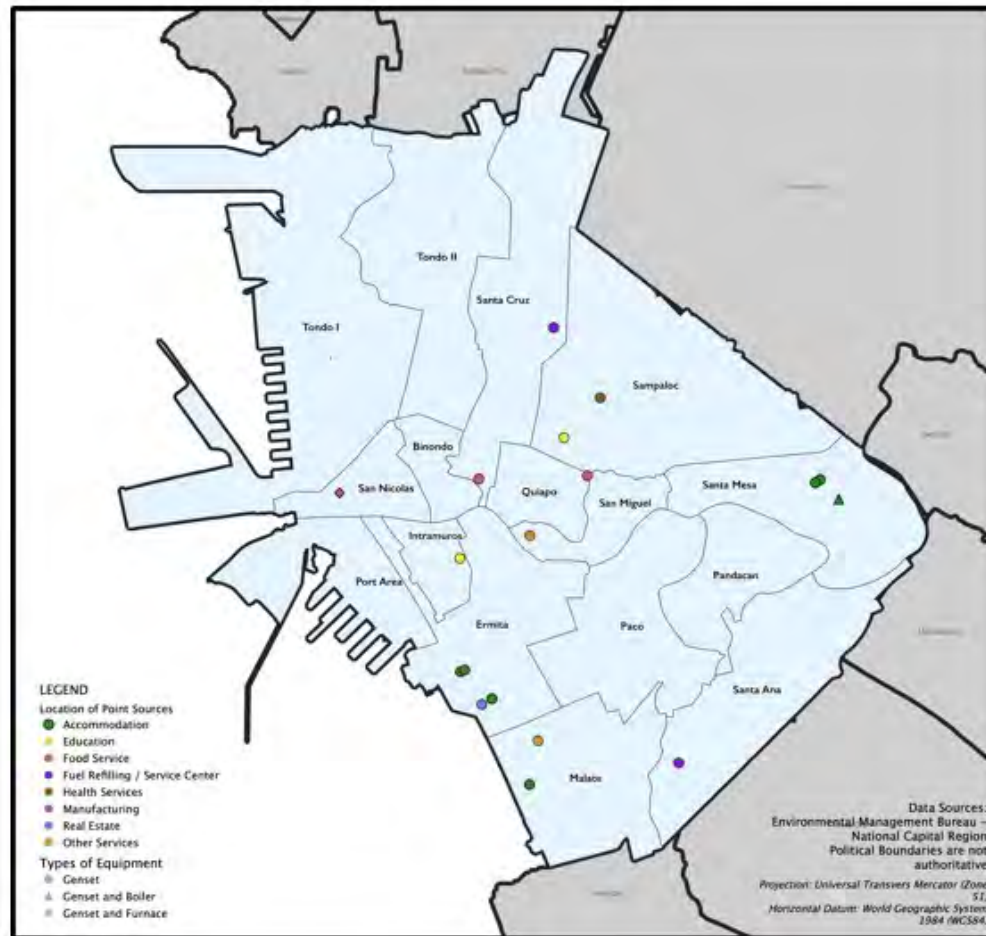 Tondo II
Santa Cruz
Tondo I
Sampaloc
Binondo
San Nicolas
Quiapo
San Miguel
Santa Mesa
Intramuros
Port Area
Pandacan
Ermita
Paco
Santa Ana
Malate
LEGEND
Location of Point Sources
Accommodation
Education
Food Service
Fuel Refilling / Service Center
Health Services
Manufacturing
Real Estate
Other Services
Types of Equipment
Genset
Genset and Boiler
Genset and Furnace
Data Sources:
Environmental Management Bureau –
National Capital Region
Political Boundaries are not
authoritative
Projection: Universal Transvers Mercator (Zone
51)
Horizontal Datum: World Geographic System
1984 (WCS84)